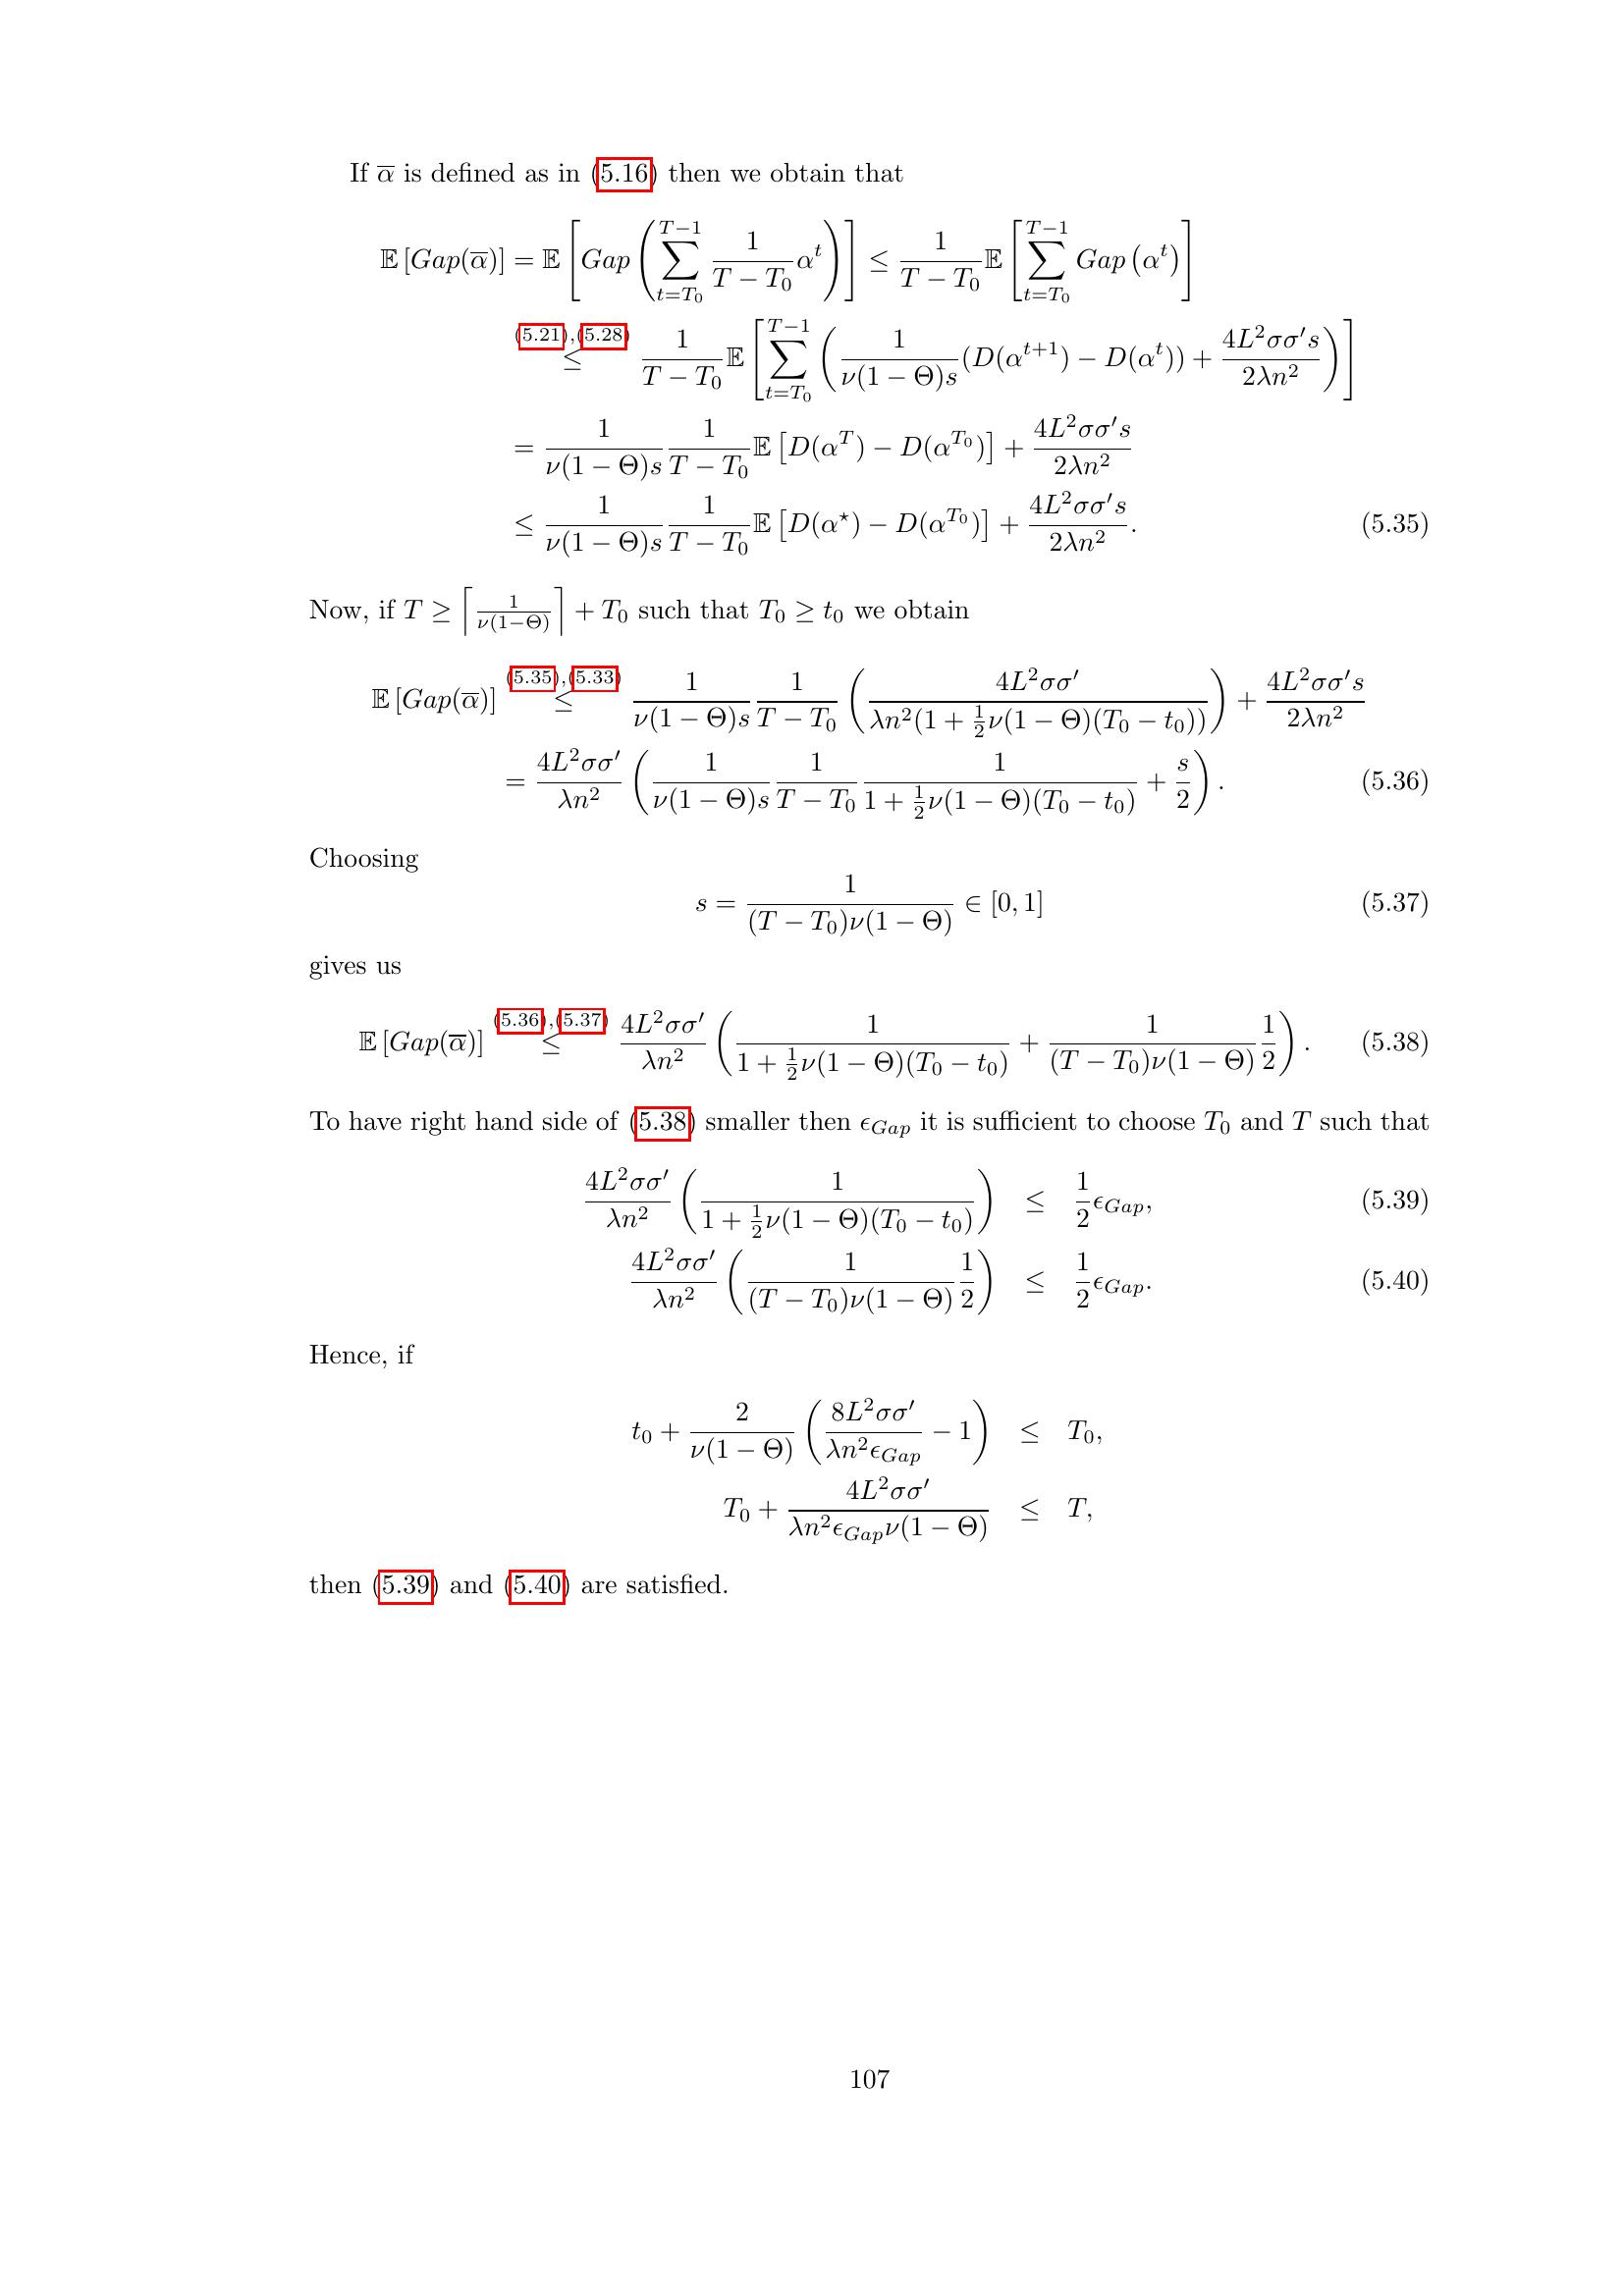 If $\overline{\alpha}$ is defined as in (5.16) then we obtain that
$\mathbb{E}\left[Gap(\overline{\alpha})\right] = \mathbb{E}\left[Gap\left(\sum_{t=T_0}^{T-1} \frac{1}{T-T_0}\alpha^t\right)\right] \leq \frac{1}{T-T_0}\mathbb{E}\left[\sum_{t=T_0}^{T-1} Gap\left(\alpha^t\right)\right]$
$\overset{(5.21),(5.28)}{\leq} \frac{1}{T-T_0}\mathbb{E}\left[\sum_{t=T_0}^{T-1}\left(\frac{1}{\nu(1-\Theta)s}(D(\alpha^{t+1}) - D(\alpha^t)) + \frac{4L^2\sigma\sigma's}{2\lambda n^2}\right)\right]$
$= \frac{1}{\nu(1-\Theta)s}\frac{1}{T-T_0}\mathbb{E}\left[D(\alpha^T) - D(\alpha^{T_0})\right] + \frac{4L^2\sigma\sigma's}{2\lambda n^2}$
$\leq \frac{1}{\nu(1-\Theta)s}\frac{1}{T-T_0}\mathbb{E}\left[D(\alpha^\star) - D(\alpha^{T_0})\right] + \frac{4L^2\sigma\sigma's}{2\lambda n^2}.$ (5.35)
Now, if $T \geq \left\lceil\frac{1}{\nu(1-\Theta)}\right\rceil + T_0$ such that $T_0 \geq t_0$ we obtain
$\mathbb{E}\left[Gap(\overline{\alpha})\right] \overset{(5.35),(5.33)}{\leq} \frac{1}{\nu(1-\Theta)s}\frac{1}{T-T_0}\left(\frac{4L^2\sigma\sigma'}{\lambda n^2(1+\frac{1}{2}\nu(1-\Theta)(T_0-t_0))}\right) + \frac{4L^2\sigma\sigma's}{2\lambda n^2}$
$= \frac{4L^2\sigma\sigma'}{\lambda n^2}\left(\frac{1}{\nu(1-\Theta)s}\frac{1}{T-T_0}\frac{1}{1+\frac{1}{2}\nu(1-\Theta)(T_0-t_0)} + \frac{s}{2}\right).$ (5.36)
Choosing
$s = \frac{1}{(T-T_0)\nu(1-\Theta)} \in [0,1]$ (5.37)
gives us
$\mathbb{E}\left[Gap(\overline{\alpha})\right] \overset{(5.36),(5.37)}{\leq} \frac{4L^2\sigma\sigma'}{\lambda n^2}\left(\frac{1}{1+\frac{1}{2}\nu(1-\Theta)(T_0-t_0)} + \frac{1}{(T-T_0)\nu(1-\Theta)}\frac{1}{2}\right).$ (5.38)
To have right hand side of (5.38) smaller then $\epsilon_{Gap}$ it is sufficient to choose $T_0$ and $T$ such that
$\frac{4L^2\sigma\sigma'}{\lambda n^2}\left(\frac{1}{1+\frac{1}{2}\nu(1-\Theta)(T_0-t_0)}\right) \leq \frac{1}{2}\epsilon_{Gap},$ (5.39)
$\frac{4L^2\sigma\sigma'}{\lambda n^2}\left(\frac{1}{(T-T_0)\nu(1-\Theta)}\frac{1}{2}\right) \leq \frac{1}{2}\epsilon_{Gap}.$ (5.40)
Hence, if
$t_0 + \frac{2}{\nu(1-\Theta)}\left(\frac{8L^2\sigma\sigma'}{\lambda n^2\epsilon_{Gap}} - 1\right) \leq T_0,$
$T_0 + \frac{4L^2\sigma\sigma'}{\lambda n^2\epsilon_{Gap}\nu(1-\Theta)} \leq T,$
then (5.39) and (5.40) are satisfied.
107